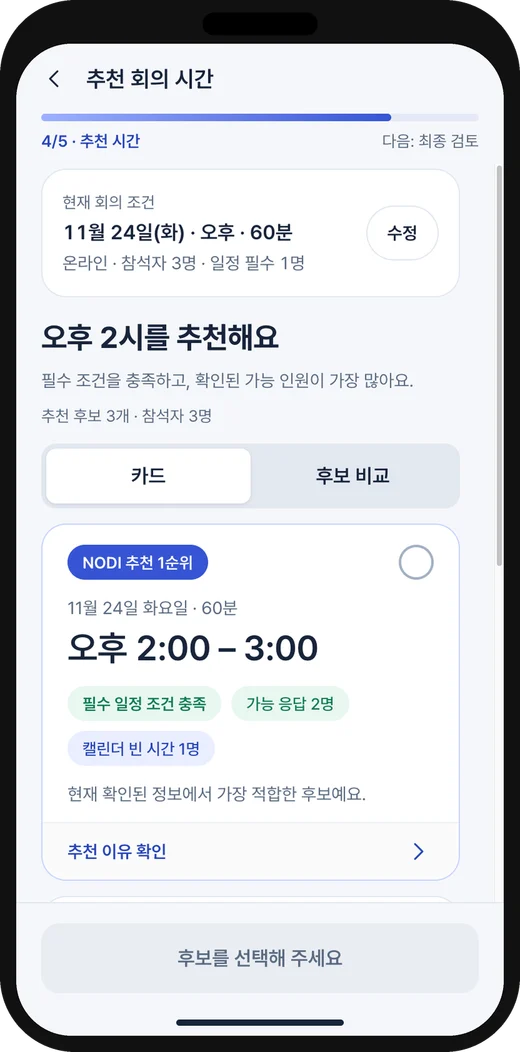 추천 회의 시간
4/5 · 추천 시간
다음: 최종 검토
현재 회의 조건
11월 24일(화) · 오후 · 60분
온라인 · 참석자 3명 · 일정 필수 1명
수정
오후 2시를 추천해요
필수 조건을 충족하고, 확인된 가능 인원이 가장 많아요.
추천 후보 3개 · 참석자 3명
카드
후보 비교
NODI 추천 1순위
11월 24일 화요일 · 60분
오후 2:00 – 3:00
필수 일정 조건 충족
가능 응답 2명
캘린더 빈 시간 1명
현재 확인된 정보에서 가장 적합한 후보예요.
추천 이유 확인
후보를 선택해 주세요